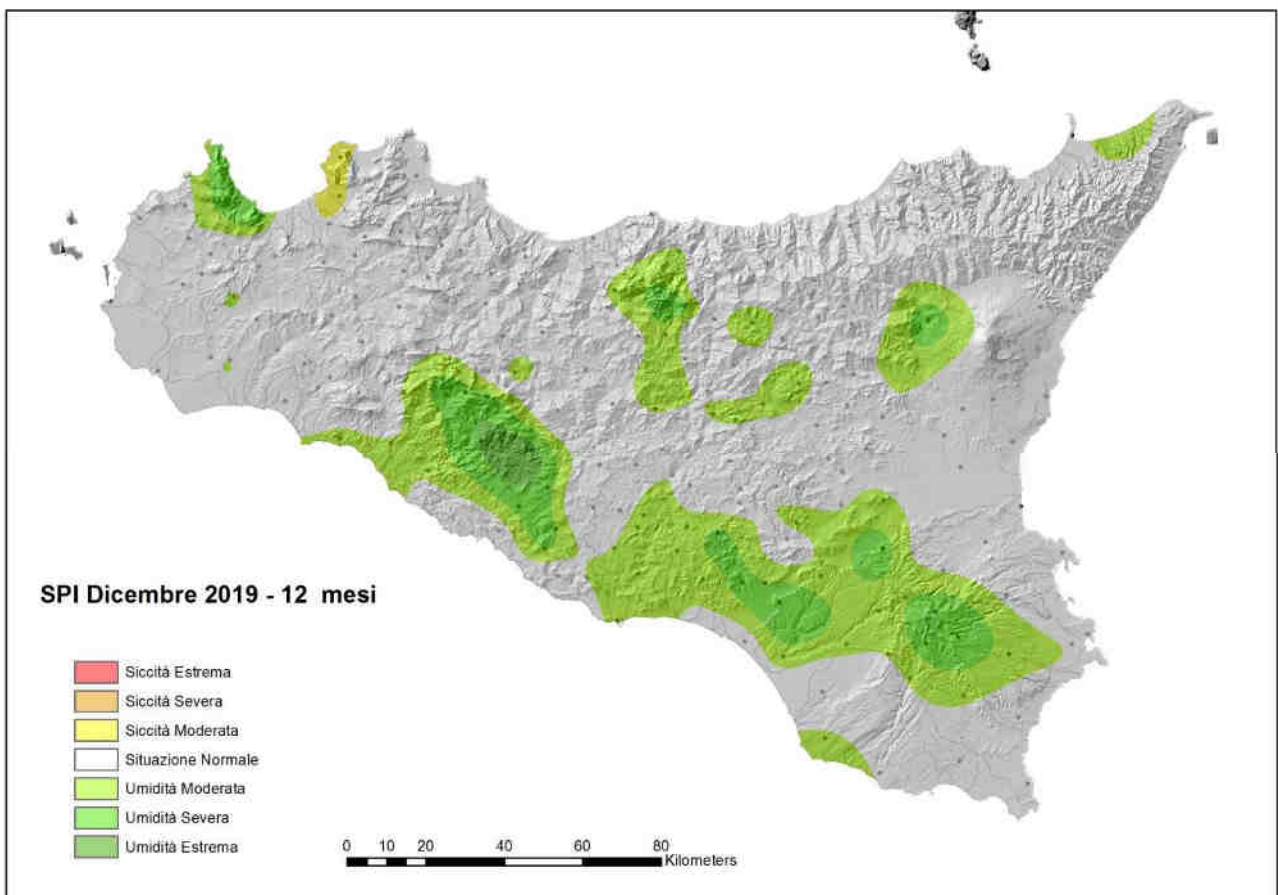 SPI Dicembre 2019 - 12 mesi
Siccità Estrema
Siccità Severa
Siccità Moderata
Situazione Normale
Umidità Moderata
Umidità Severa
Umidità Estrema
0 10 20 40 60 80
Kilometers